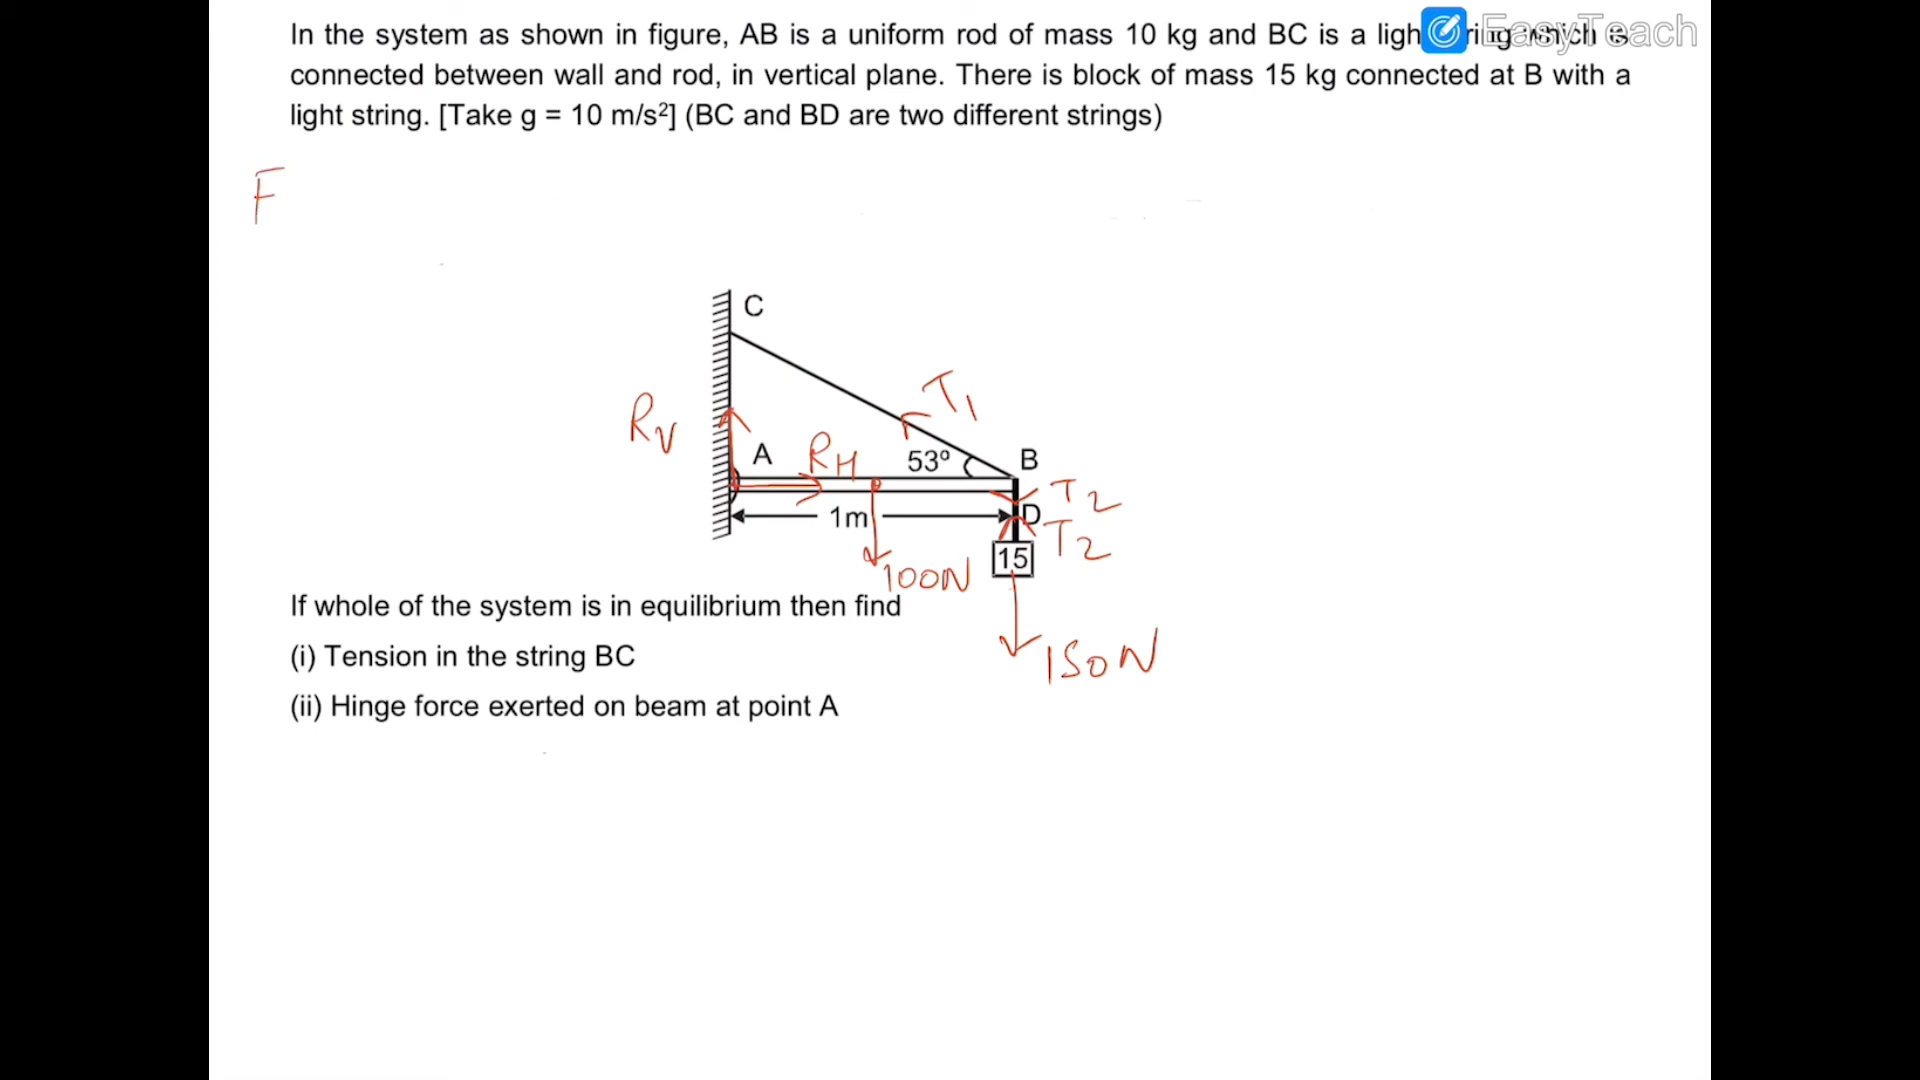 In the system as shown in figure, AB is a uniform rod of mass 10 kg and BC is a ligh ring which is
EasyTeach
connected between wall and rod, in vertical plane. There is block of mass 15 kg connected at B with a
light string. [Take g = 10 m/s²] (BC and BD are two different strings)
F
C
T₁
R_V
A
R_H
53°
B
T₂
1m
D
T₂
15
100N
If whole of the system is in equilibrium then find
150N
(i) Tension in the string BC
(ii) Hinge force exerted on beam at point A